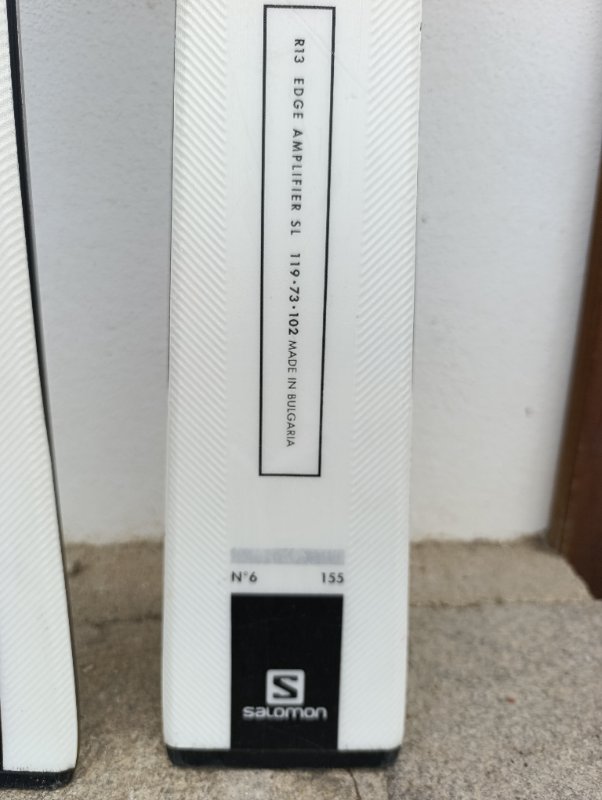 R13 EDGE AMPLIFIER SL 119•73•102 MADE IN BULGARIA
N°6 155
S
SALOMON